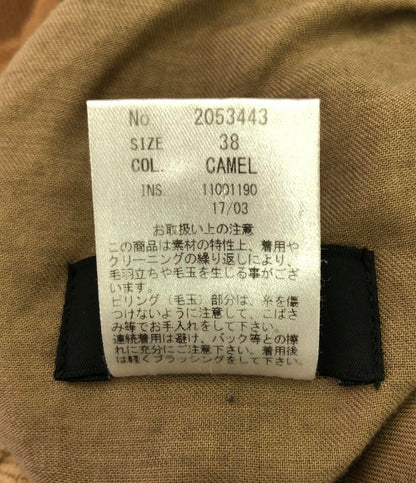 No. 2053443
SIZE 38
COL. CAMEL
INS. 11001190
17/03
お取扱い上の注意
この商品は素材の特性上、着用や
クリーニングの繰り返しにより、
毛羽立ちや毛玉を生じる事がござ
います。
ピリング（毛玉）部分は、糸を傷
つけないように注意して、こばさ
み等でお手入れをして下さい。
連続着用は避け、バック等との擦
れに充分にご注意下さい。着用後
は軽くブラッシングをして下さい。